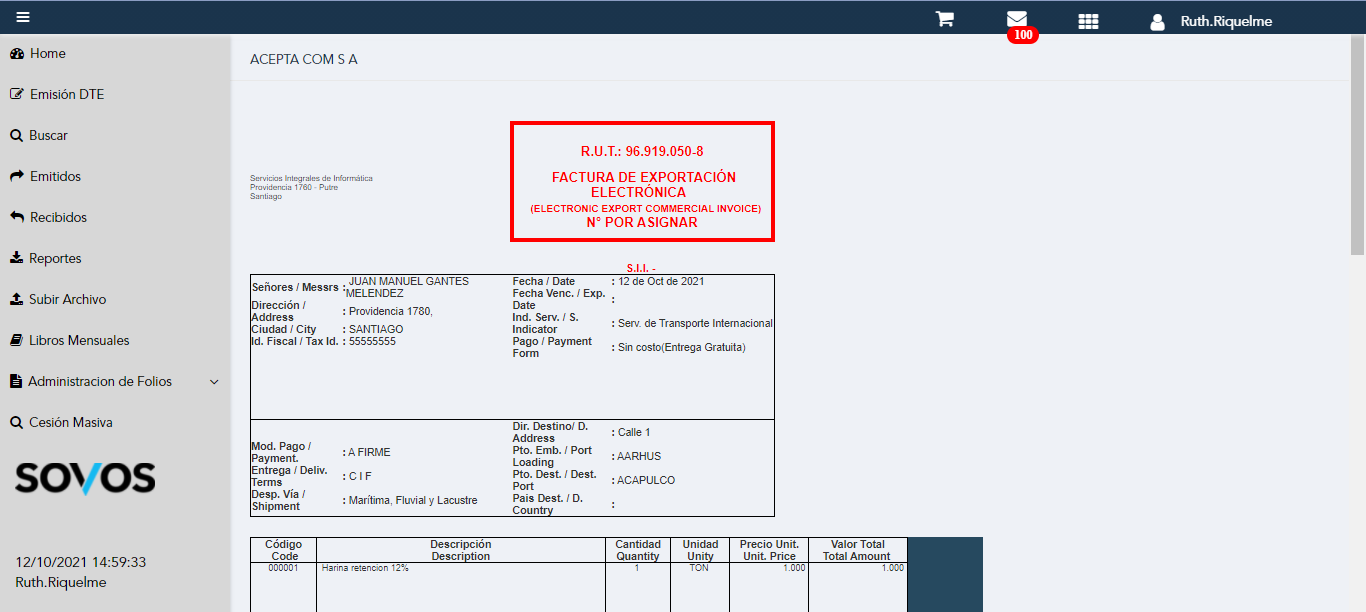 Ruth.Riquelme
100
Home
Emisión DTE
Buscar
Emitidos
Recibidos
Reportes
Subir Archivo
Libros Mensuales
Administracion de Folios
Cesión Masiva
SOVOS
12/10/2021 14:59:33
Ruth.Riquelme
ACEPTA COM S A
Servicios Integrales de Informática
Providencia 1760 - Putre
Santiago
R.U.T.: 96.919.050-8
FACTURA DE EXPORTACIÓN
ELECTRÓNICA
(ELECTRONIC EXPORT COMMERCIAL INVOICE)
N° POR ASIGNAR
S.I.I. -
Señores / Messrs : JUAN MANUEL GANTES
MELENDEZ
Dirección /
Address : Providencia 1780,
Ciudad / City : SANTIAGO
Id. Fiscal / Tax Id. : 55555555
Fecha / Date : 12 de Oct de 2021
Fecha Venc. / Exp.
Date :
Ind. Serv. / S.
Indicator : Serv. de Transporte Internacional
Pago / Payment
Form : Sin costo(Entrega Gratuita)
Mod. Pago /
Payment. : A FIRME
Entrega / Deliv.
Terms : C I F
Desp. Vía /
Shipment : Marítima, Fluvial y Lacustre
Dir. Destino/ D.
Address : Calle 1
Pto. Emb. / Port
Loading : AARHUS
Pto. Dest. / Dest.
Port : ACAPULCO
Pais Dest. / D.
Country :
Código Descripción Cantidad Unidad Precio Unit. Valor Total
Code Description Quantity Unity Unit. Price Total Amount
000001 Harina retencion 12% 1 TON 1.000 1.000